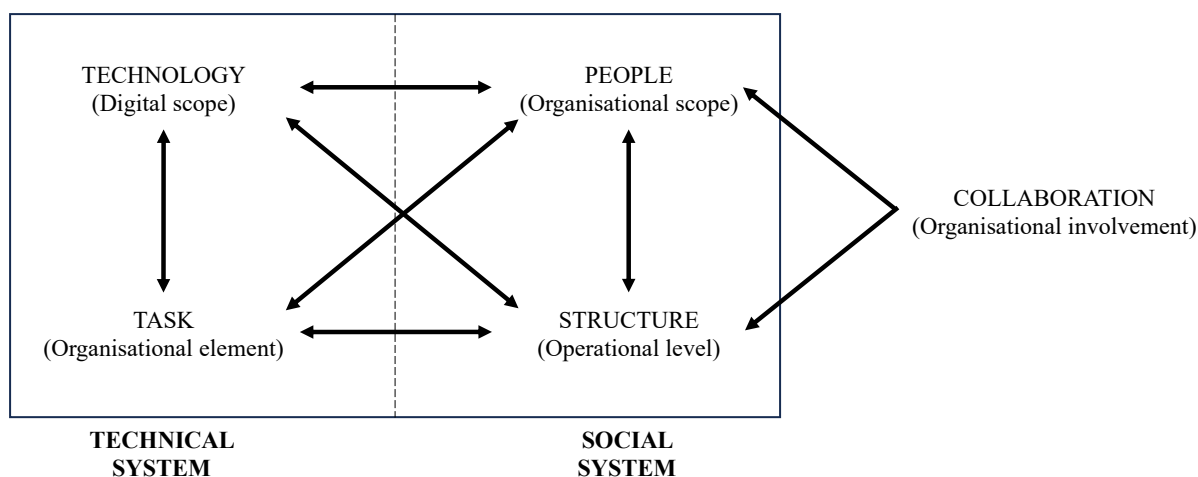 TECHNOLOGY
(Digital scope)
PEOPLE
(Organisational scope)
COLLABORATION
(Organisational involvement)
TASK
(Organisational element)
STRUCTURE
(Operational level)
TECHNICAL
SYSTEM
SOCIAL
SYSTEM